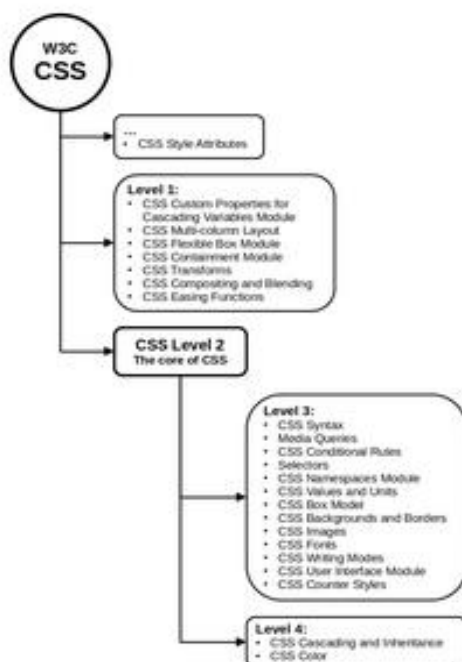 W3C
CSS
...
• CSS Style Attributes
Level 1:
• CSS Custom Properties for
Cascading Variables Module
• CSS Multi-column Layout
• CSS Flexible Box Module
• CSS Containment Module
• CSS Transforms
• CSS Compositing and Blending
• CSS Easing Functions
CSS Level 2
The core of CSS
Level 3:
• CSS Syntax
• Media Queries
• CSS Conditional Rules
• Selectors
• CSS Namespaces Module
• CSS Values and Units
• CSS Box Model
• CSS Backgrounds and Borders
• CSS Images
• CSS Fonts
• CSS Writing Modes
• CSS User Interface Module
• CSS Counter Styles
Level 4:
• CSS Cascading and Inheritance
• CSS Color